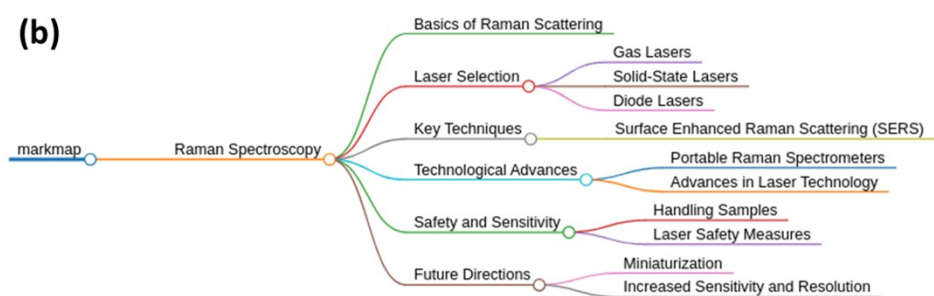 (b)
markmap
Raman Spectroscopy
Basics of Raman Scattering
Laser Selection
Gas Lasers
Solid-State Lasers
Diode Lasers
Key Techniques
Surface Enhanced Raman Scattering (SERS)
Technological Advances
Portable Raman Spectrometers
Advances in Laser Technology
Safety and Sensitivity
Handling Samples
Laser Safety Measures
Future Directions
Miniaturization
Increased Sensitivity and Resolution